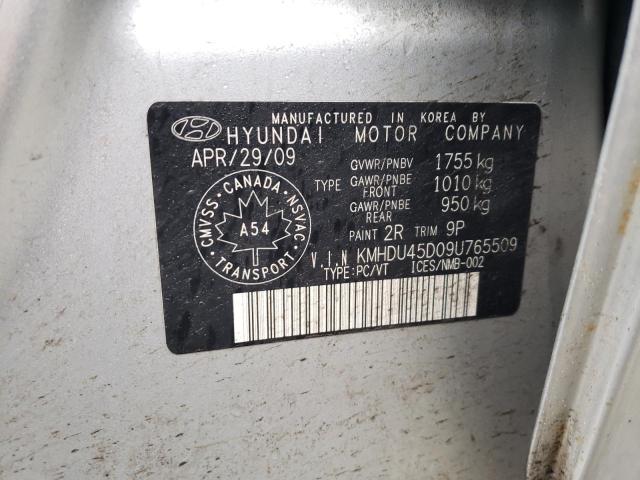 MANUFACTURED IN KOREA BY
HYUNDAI MOTOR COMPANY
APR/29/09
GVWR/PNBV 1755 kg
TYPE GAWR/PNBE FRONT 1010 kg
GAWR/PNBE REAR 950 kg
PAINT 2R TRIM 9P
V.I.N KMHDU45D09U765509
TYPE:PC/VT ICES/NMB-002
CMVSS CANADA NSVAC
A54
TRANSPORT